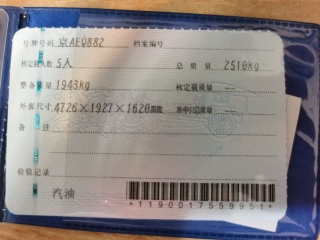 号牌号码 京AEQ882 档案编号
核定载人数 5人 总质量 2510kg
整备质量 1943kg 核定载质量 --
外廓尺寸 4726×1927×1620mm 准牵引总质量 --
备注
检验记录
汽油
*1190017559951*